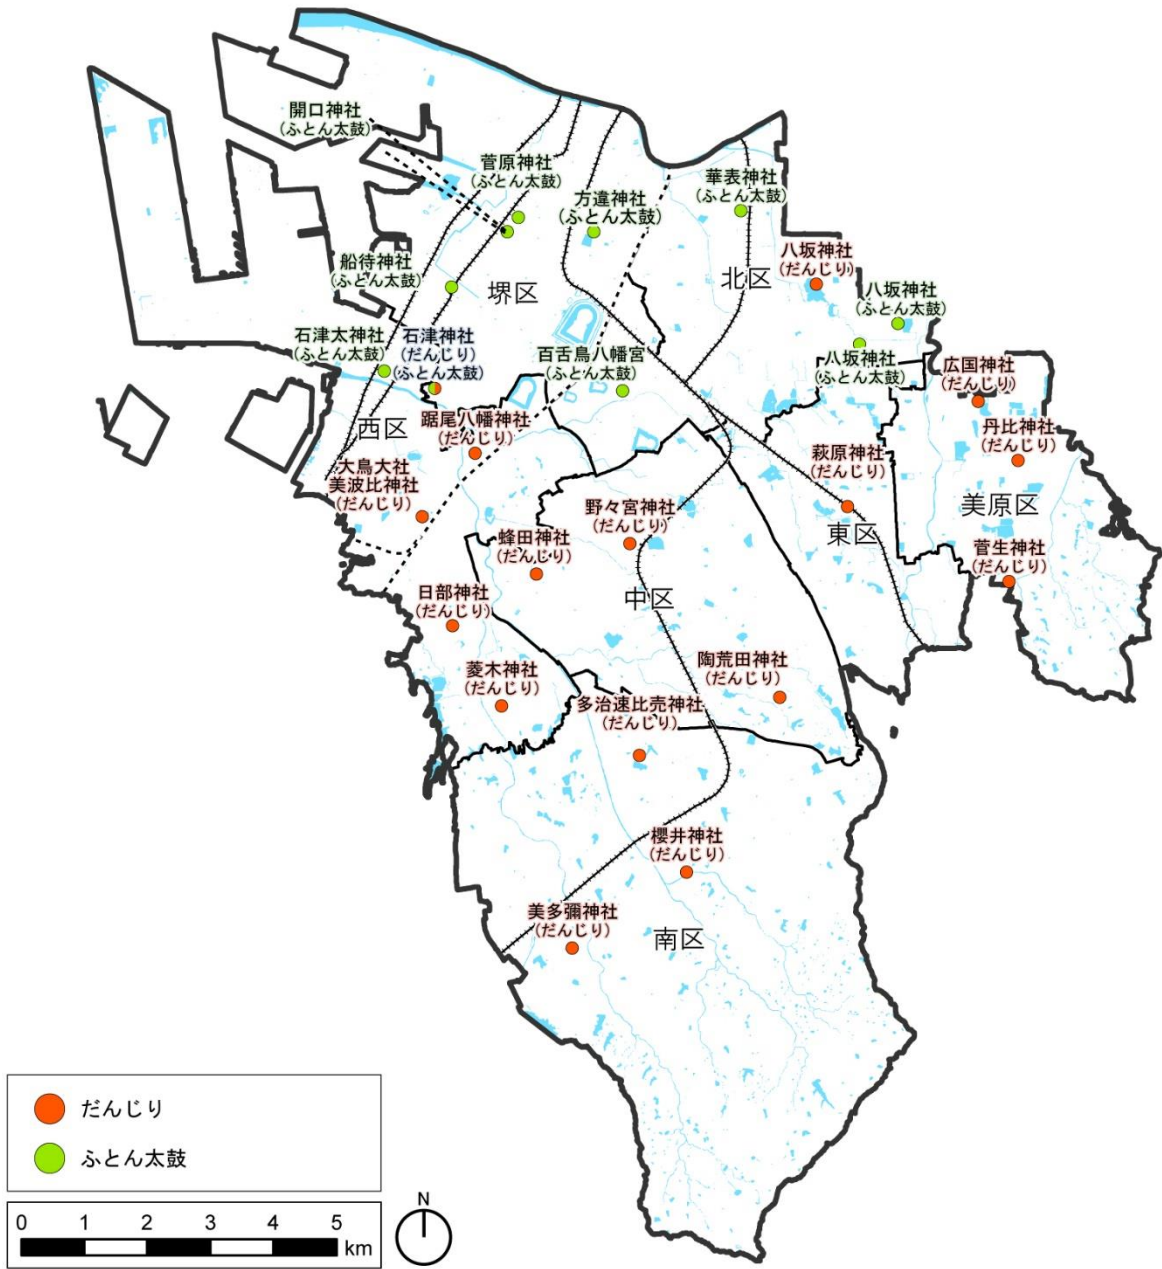 開口神社
(ふとん太鼓)
菅原神社
(ふとん太鼓)
方違神社
(ふとん太鼓)
華表神社
(ふとん太鼓)
八坂神社
(だんじり)
船待神社
(ふとん太鼓)
堺区
北区
八坂神社
(ふとん太鼓)
石津太神社
(ふとん太鼓)
石津神社
(だんじり)
(ふとん太鼓)
百舌鳥八幡宮
(ふとん太鼓)
八坂神社
(ふとん太鼓)
広国神社
(だんじり)
西区
踞尾八幡神社
(だんじり)
丹比神社
(だんじり)
大鳥大社
美波比神社
(だんじり)
萩原神社
(だんじり)
野々宮神社
(だんじり)
美原区
東区
蜂田神社
(だんじり)
菅生神社
(だんじり)
日部神社
(だんじり)
中区
菱木神社
(だんじり)
陶荒田神社
(だんじり)
多治速比売神社
(だんじり)
櫻井神社
(だんじり)
美多彌神社
(だんじり)
南区
だんじり
ふとん太鼓
N
0 1 2 3 4 5
km